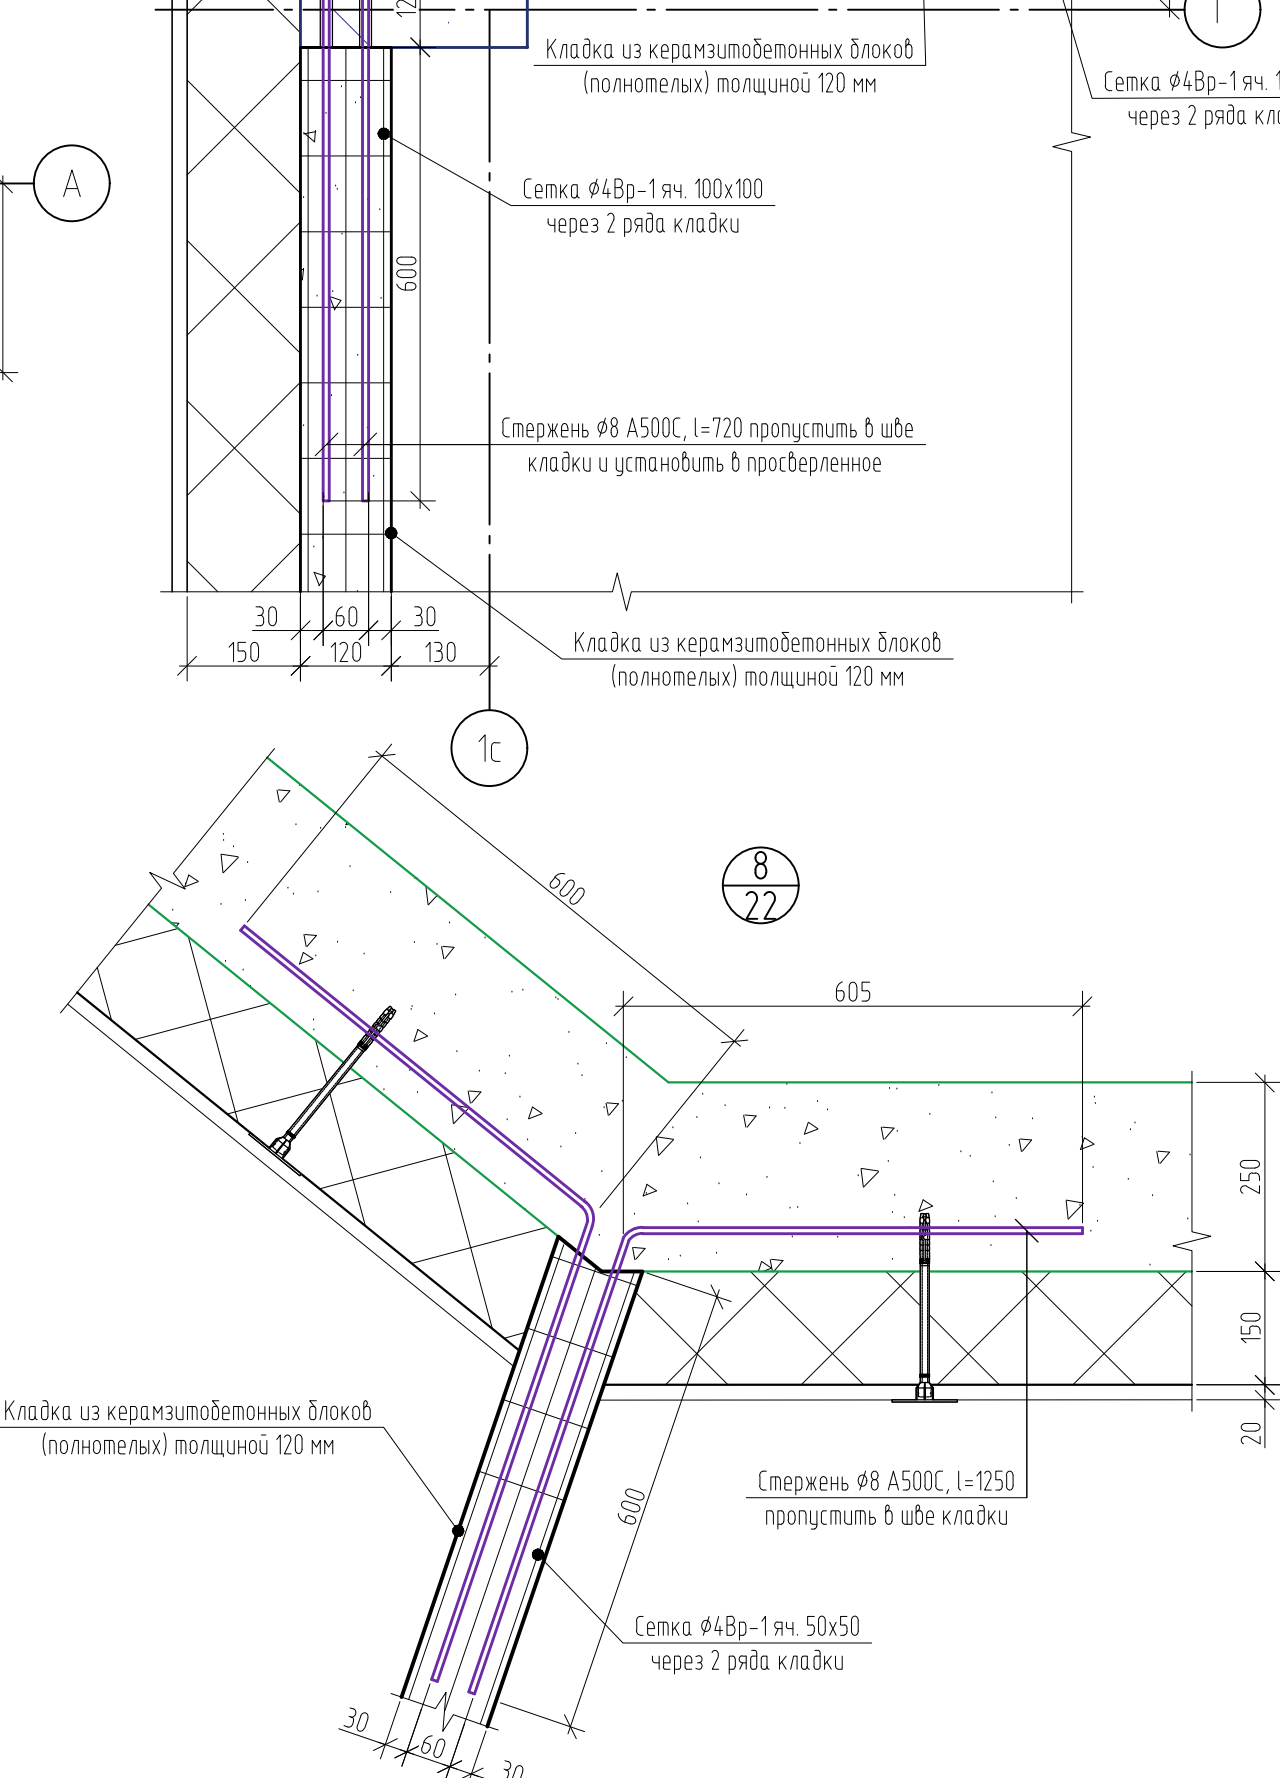 12
Кладка из керамзитобетонных блоков
(полнотелых) толщиной 120 мм
Сетка ∅4Вр-1 яч. 1
через 2 ряда кла
А
Сетка ∅4Вр-1 яч. 100х100
через 2 ряда кладки
600
Стержень ∅8 А500С, l=720 пропустить в шве
кладки и установить в просверленное
30 60 30
150 120 130
Кладка из керамзитобетонных блоков
(полнотелых) толщиной 120 мм
1с
8
22
600
605
250
150
20
Кладка из керамзитобетонных блоков
(полнотелых) толщиной 120 мм
Стержень ∅8 А500С, l=1250
пропустить в шве кладки
600
Сетка ∅4Вр-1 яч. 50х50
через 2 ряда кладки
30 60 30